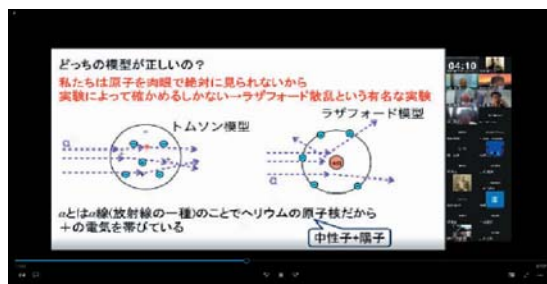 どっちの模型が正しいの？
私たちは原子を肉眼で絶対に見られないから
実験によって確かめるしかない→ラザフォード散乱という有名な実験
トムソン模型
ラザフォード模型
α
α
αとはα線(放射線の一種)のことでヘリウムの原子核だから
＋の電気を帯びている
中性子+陽子
04:10